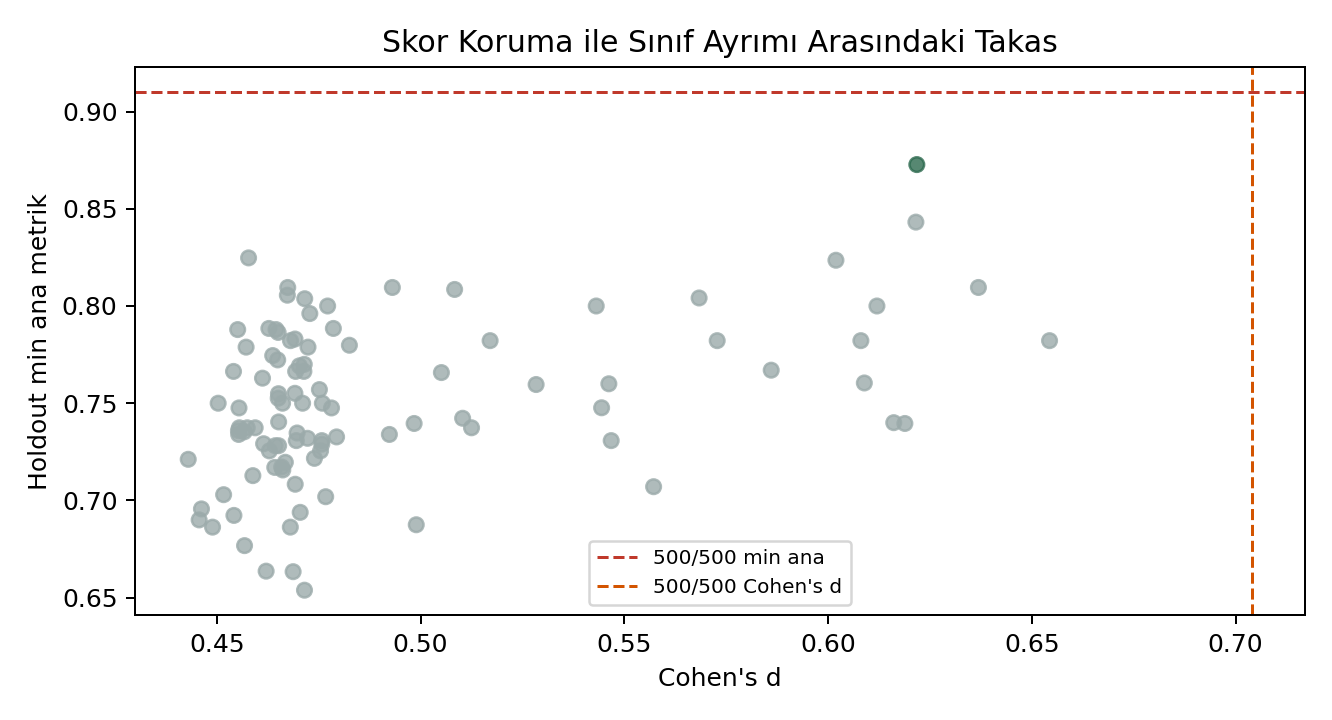 Skor Koruma ile Sınıf Ayrımı Arasındaki Takas
Holdout min ana metrik
0.90
0.85
0.80
0.75
0.70
0.65
500/500 min ana
500/500 Cohen's d
0.45 0.50 0.55 0.60 0.65 0.70
Cohen's d